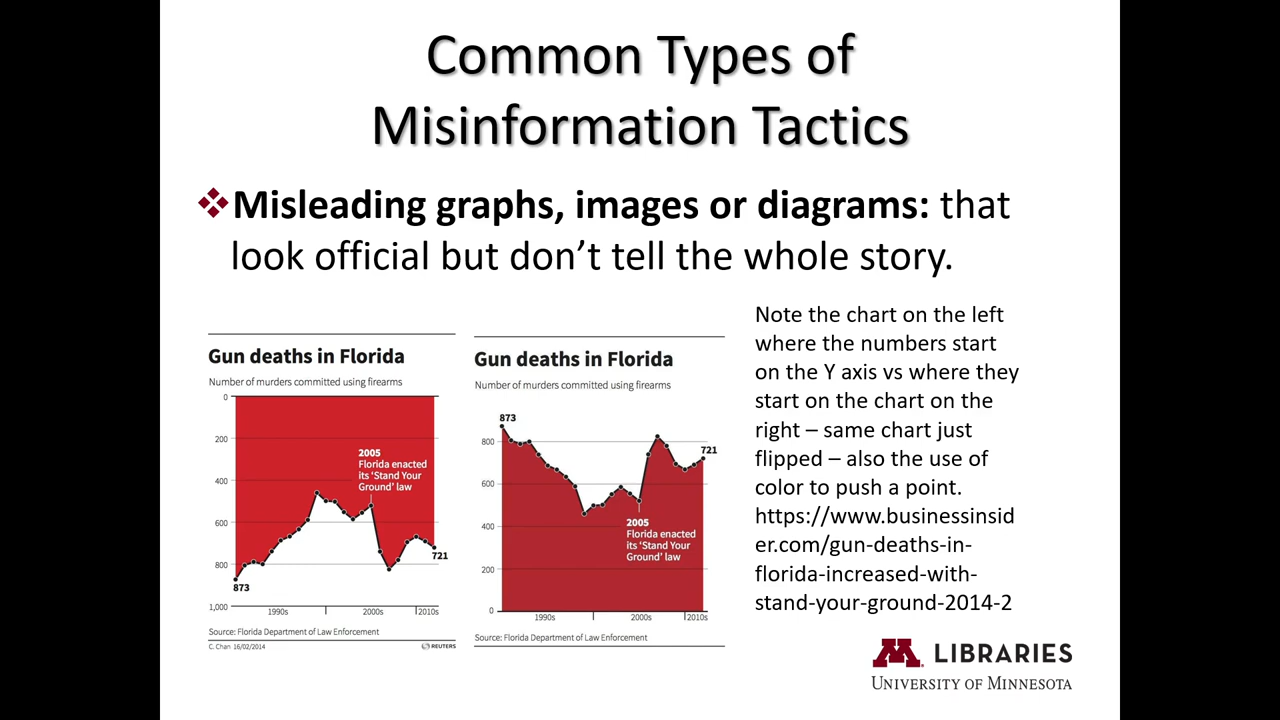 Common Types of
Misinformation Tactics
❖Misleading graphs, images or diagrams: that
look official but don’t tell the whole story.
Gun deaths in Florida
Number of murders committed using firearms
0
200
400
600
800
1,000
873
2005
Florida enacted
its ‘Stand Your
Ground’ law
721
1990s
2000s
2010s
Source: Florida Department of Law Enforcement
C. Chan 16/02/2014
REUTERS
Gun deaths in Florida
Number of murders committed using firearms
873
800
600
400
200
0
721
2005
Florida enacted
its ‘Stand Your
Ground’ law
1990s
2000s
2010s
Source: Florida Department of Law Enforcement
Note the chart on the left
where the numbers start
on the Y axis vs where they
start on the chart on the
right – same chart just
flipped – also the use of
color to push a point.
https://www.businessinsid
er.com/gun-deaths-in-
florida-increased-with-
stand-your-ground-2014-2
M LIBRARIES
UNIVERSITY OF MINNESOTA